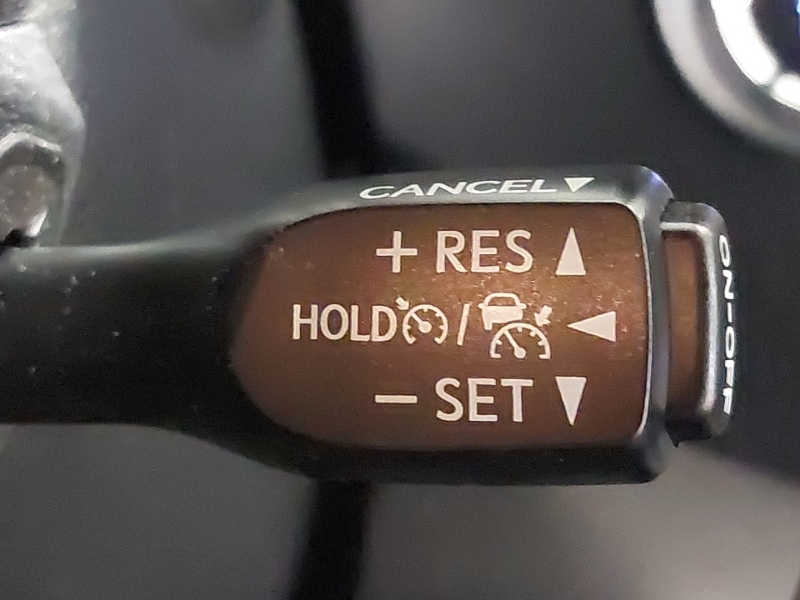 CANCEL▼
+ RES ▲
HOLD / ◀
− SET ▼
ON-OFF